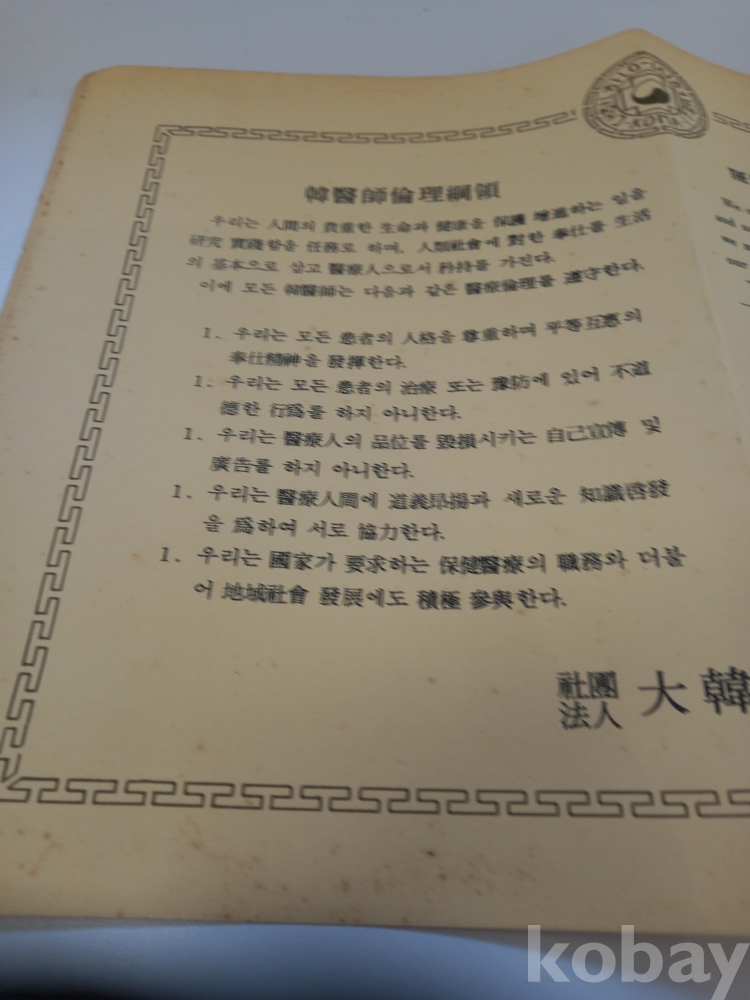 韓醫師倫理綱領
우리는 人間의 貴重한 生命과 健康을 保護 增進하는 일을
研究 實踐함을 任務로 하며, 人類社會에 對한 奉仕를 生活
의 基本으로 삼고 醫療人으로서 矜持를 가진다.
이에 모든 韓醫師는 다음과 같은 醫療倫理를 遵守한다.
1. 우리는 모든 患者의 人格을 尊重하며 平等互惠의
奉仕精神을 發揮한다.
1. 우리는 모든 患者의 治療 또는 豫防에 있어 不道
德한 行爲를 하지 아니한다.
1. 우리는 醫療人의 品位를 毁損시키는 自己宣傳 및
廣告를 하지 아니한다.
1. 우리는 醫療人間에 道義昂揚과 새로운 知識啓發
을 爲하여 서로 協力한다.
1. 우리는 國家가 要求하는 保健醫療의 職務와 더불
어 地域社會 發展에도 積極 參與한다.
社團
法人 大韓
kobay